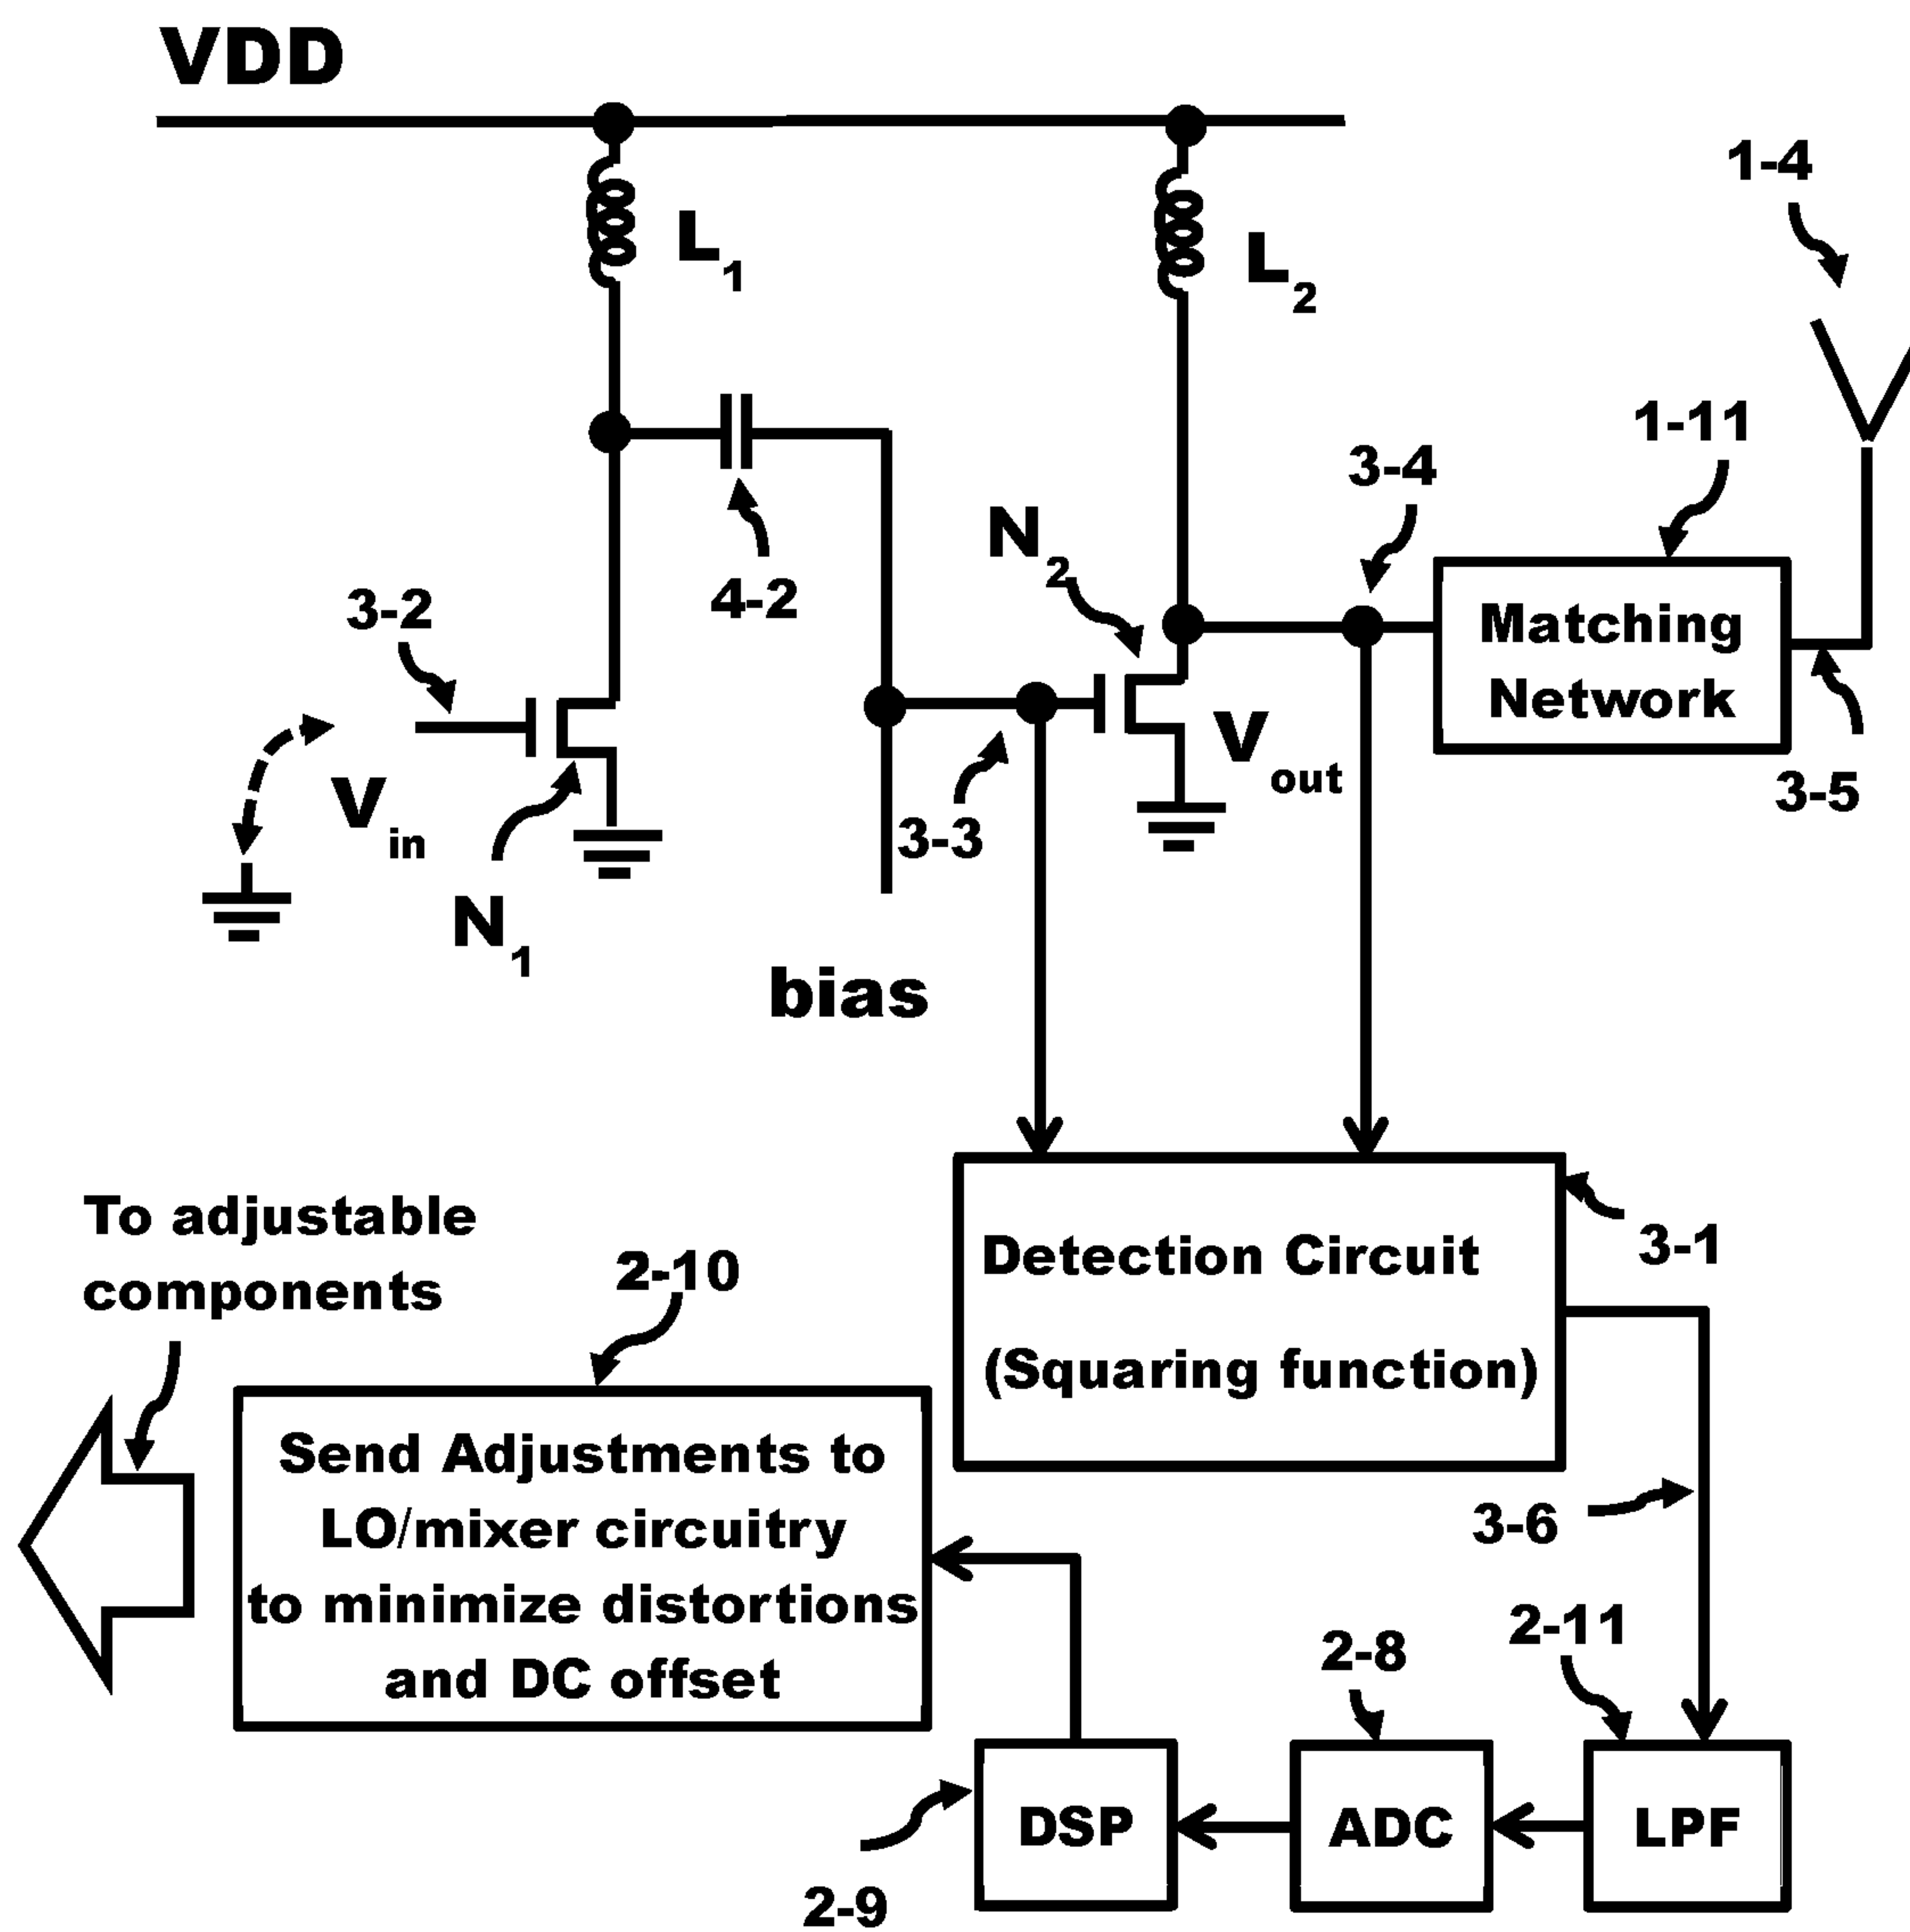 VDD
1-4
L1
L2
1-11
3-4
N2
4-2
3-2
Matching
Network
Vin
Vout
3-5
3-3
N1
bias
To adjustable
components
2-10
Detection Circuit
(Squaring function)
3-1
Send Adjustments to
LO/mixer circuitry
to minimize distortions
and DC offset
3-6
2-11
2-8
DSP
ADC
LPF
2-9